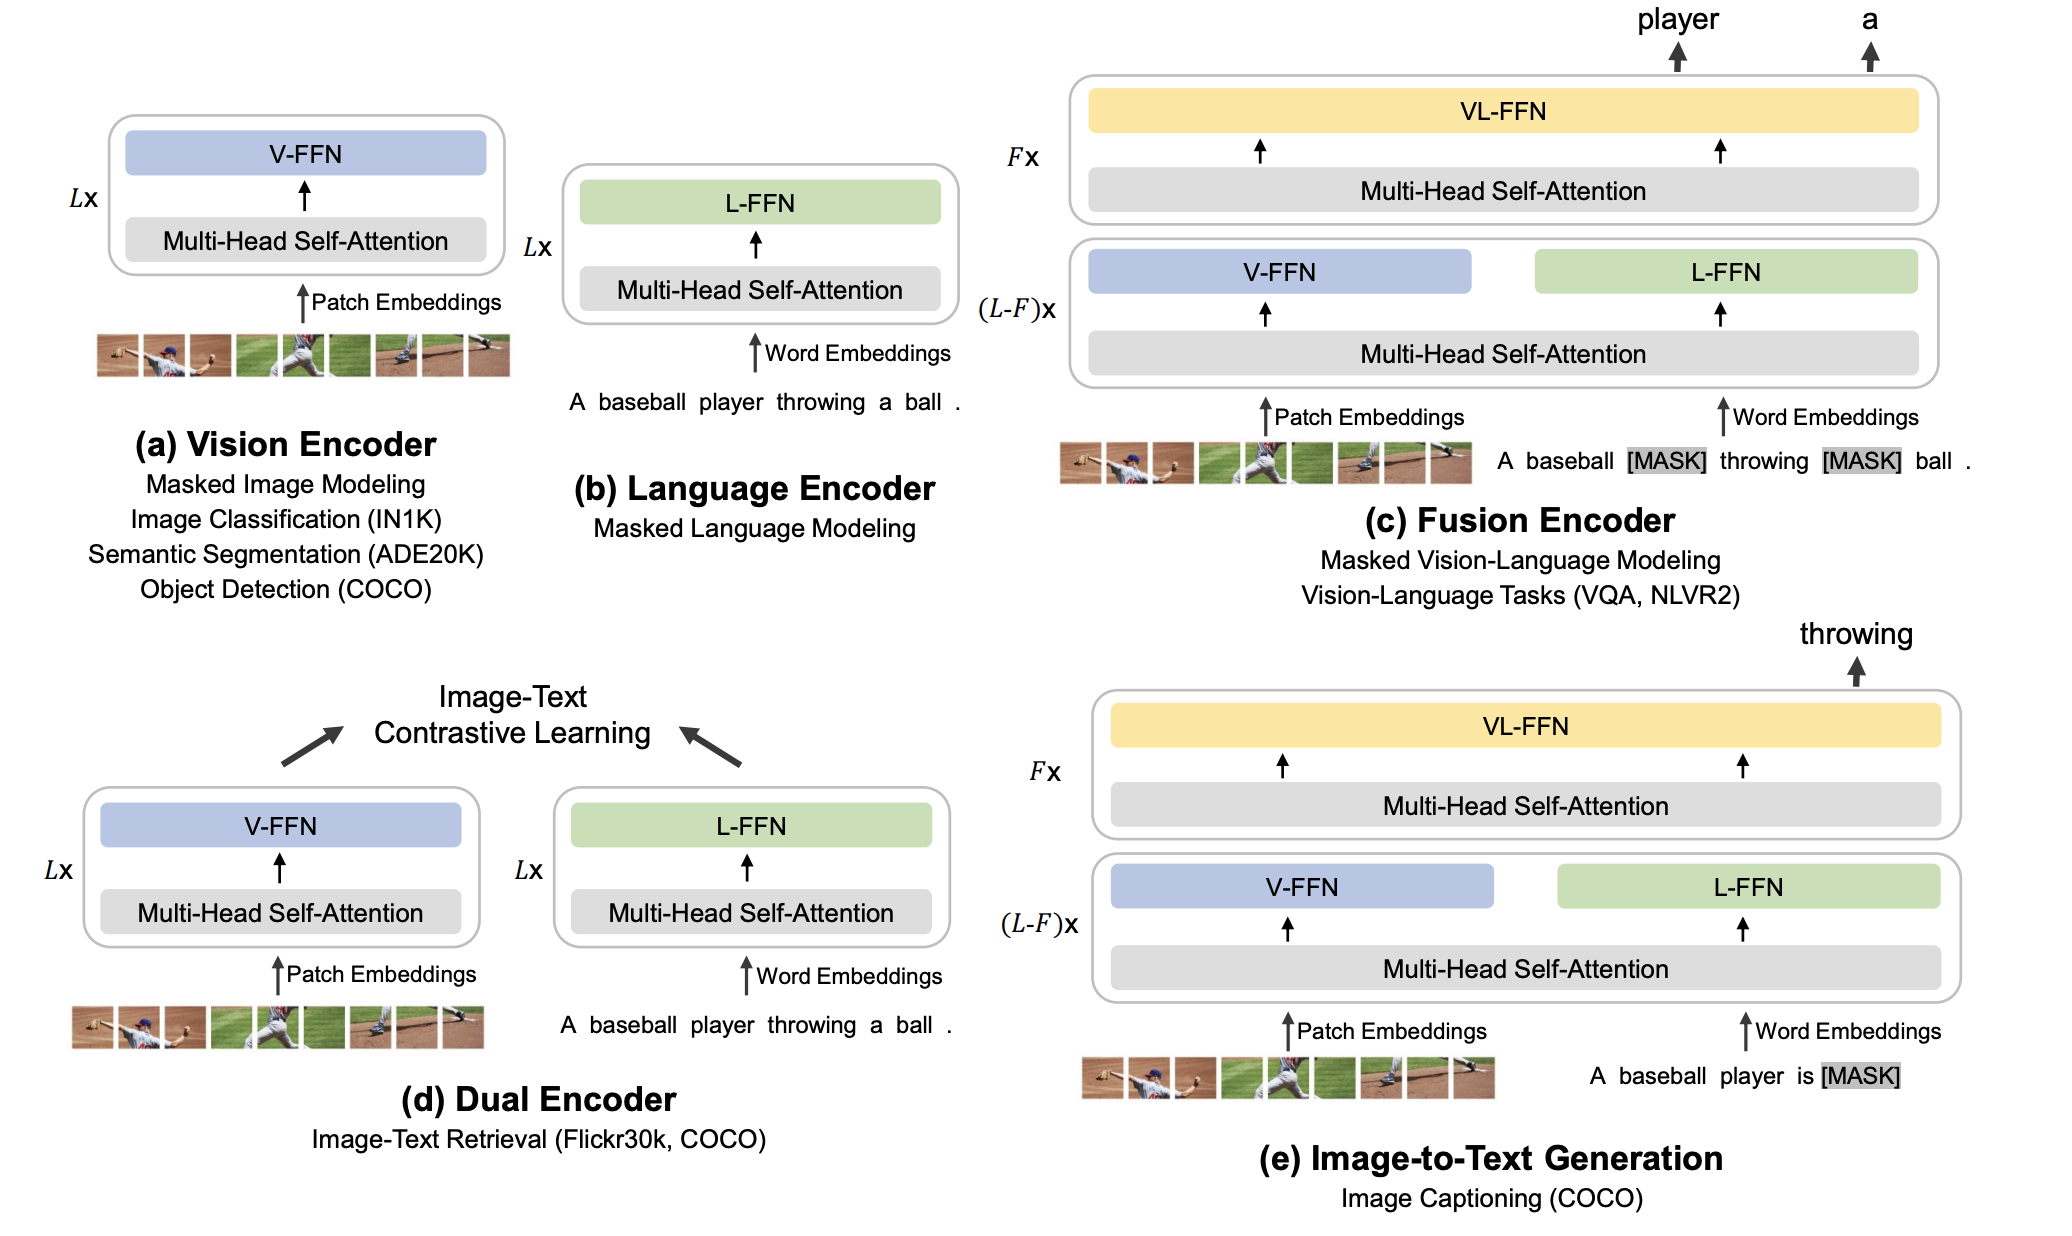 V-FFN
Lx
Multi-Head Self-Attention
Patch Embeddings
(a) Vision Encoder
Masked Image Modeling
Image Classification (IN1K)
Semantic Segmentation (ADE20K)
Object Detection (COCO)
L-FFN
Lx
Multi-Head Self-Attention
Word Embeddings
A baseball player throwing a ball .
(b) Language Encoder
Masked Language Modeling
player a
VL-FFN
Fx
Multi-Head Self-Attention
V-FFN L-FFN
(L-F)x
Multi-Head Self-Attention
Patch Embeddings Word Embeddings
A baseball [MASK] throwing [MASK] ball .
(c) Fusion Encoder
Masked Vision-Language Modeling
Vision-Language Tasks (VQA, NLVR2)
Image-Text
Contrastive Learning
V-FFN L-FFN
Lx Lx
Multi-Head Self-Attention Multi-Head Self-Attention
Patch Embeddings Word Embeddings
A baseball player throwing a ball .
(d) Dual Encoder
Image-Text Retrieval (Flickr30k, COCO)
throwing
VL-FFN
Fx
Multi-Head Self-Attention
V-FFN L-FFN
(L-F)x
Multi-Head Self-Attention
Patch Embeddings Word Embeddings
A baseball player is [MASK]
(e) Image-to-Text Generation
Image Captioning (COCO)